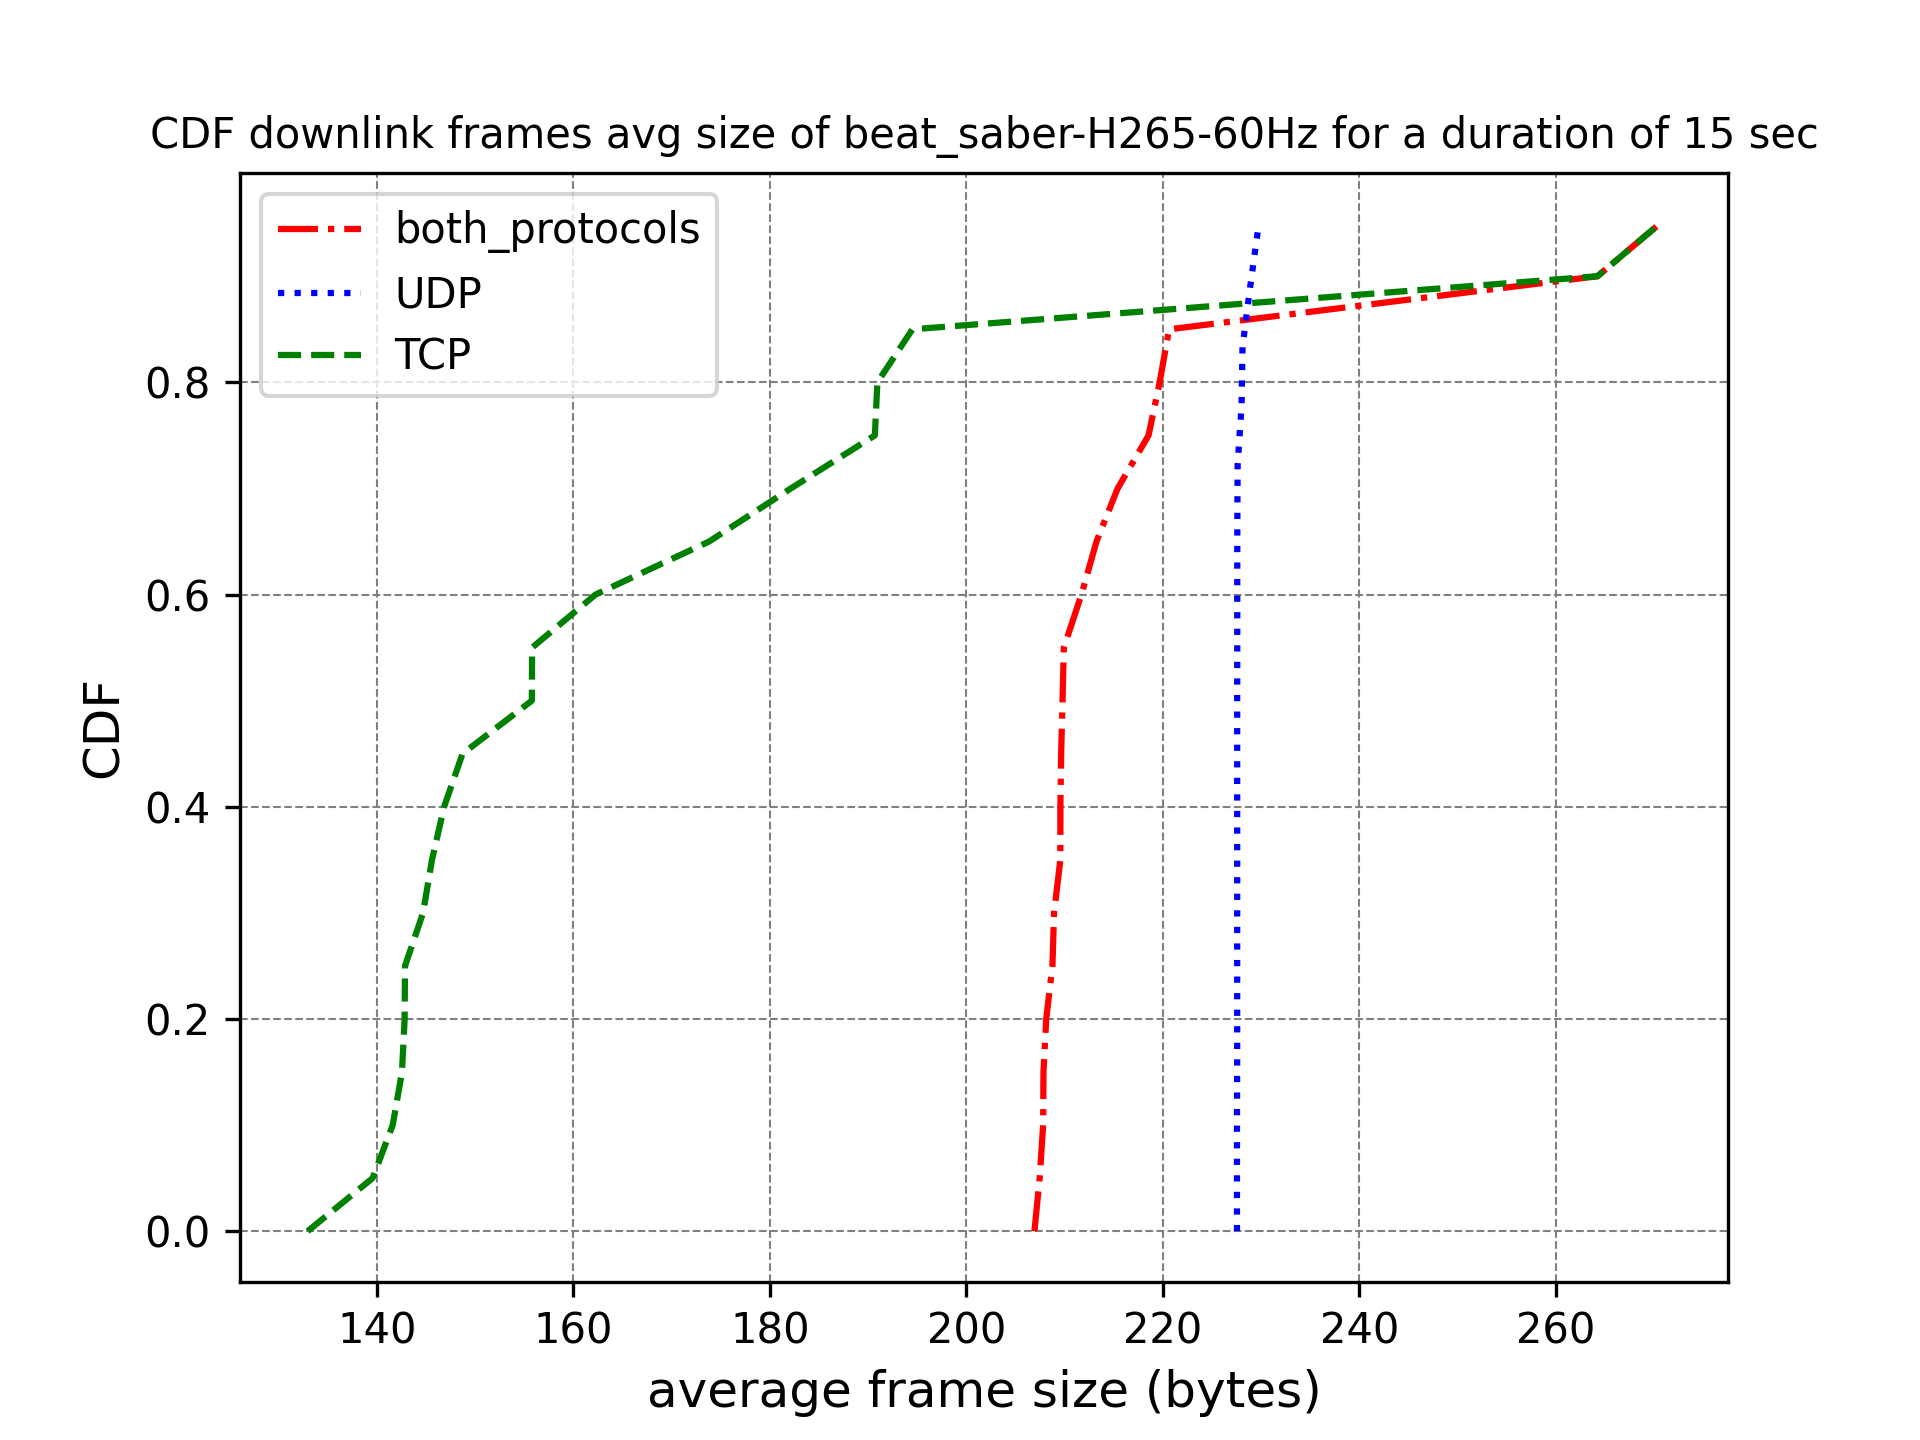 CDF downlink frames avg size of beat_saber-H265-60Hz for a duration of 15 sec
both_protocols
UDP
TCP
0.8
0.6
0.4
0.2
0.0
CDF
140 160 180 200 220 240 260
average frame size (bytes)